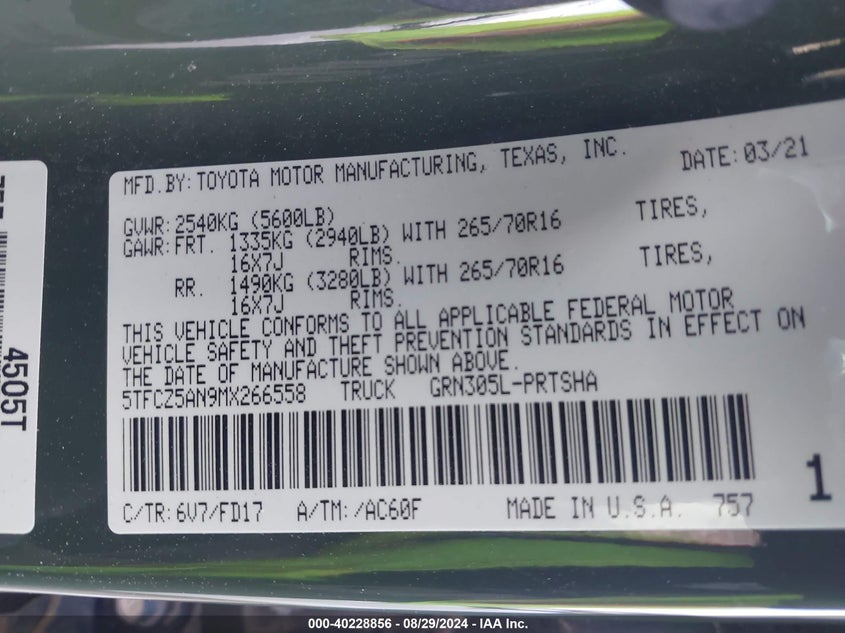 MFD.BY: TOYOTA MOTOR MANUFACTURING, TEXAS, INC. DATE: 03/21
GVWR: 2540KG (5600LB)
GAWR: FRT. 1335KG (2940LB) WITH 265/70R16 TIRES,
16X7J RIMS.
RR. 1490KG (3280LB) WITH 265/70R16 TIRES,
16X7J RIMS.
THIS VEHICLE CONFORMS TO ALL APPLICABLE FEDERAL MOTOR
VEHICLE SAFETY AND THEFT PREVENTION STANDARDS IN EFFECT ON
THE DATE OF MANUFACTURE SHOWN ABOVE.
5TFCZ5AN9MX266558 TRUCK GRN305L-PRTSHA
C/TR: 6V7/FD17 A/TM: /AC60F MADE IN U.S.A. 757
1
4505T
000-40228856 - 08/29/2024 - IAA Inc.